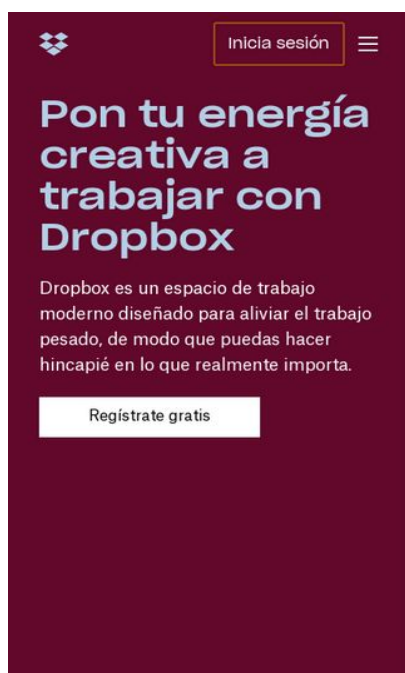 Inicia sesión
Pon tu energía
creativa a
trabajar con
Dropbox
Dropbox es un espacio de trabajo
moderno diseñado para aliviar el trabajo
pesado, de modo que puedas hacer
hincapié en lo que realmente importa.
Regístrate gratis